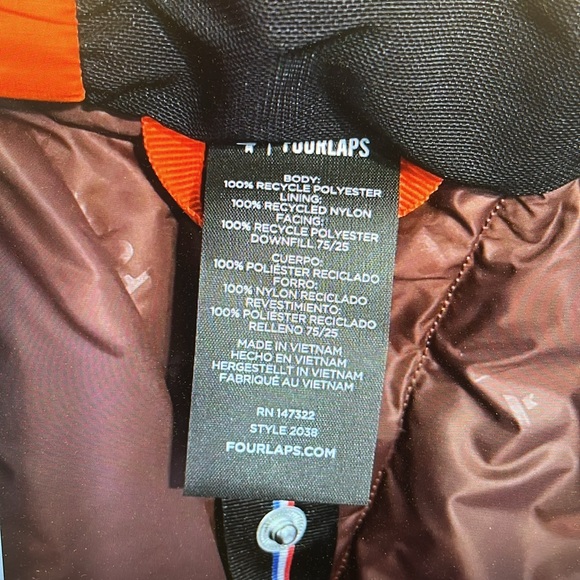 FOURLAPS
BODY:
100% RECYCLE POLYESTER
LINING:
100% RECYCLED NYLON
FACING:
100% RECYCLE POLYESTER
DOWNFILL 75/25
CUERPO:
100% POLIÉSTER RECICLADO
FORRO:
100% NYLON RECICLADO
REVESTIMIENTO:
100% POLIÉSTER RECICLADO
RELLENO 75/25
MADE IN VIETNAM
HECHO EN VIETNAM
HERGESTELLT IN VIETNAM
FABRIQUÉ AU VIETNAM
RN 147322
STYLE 2038
FOURLAPS.COM